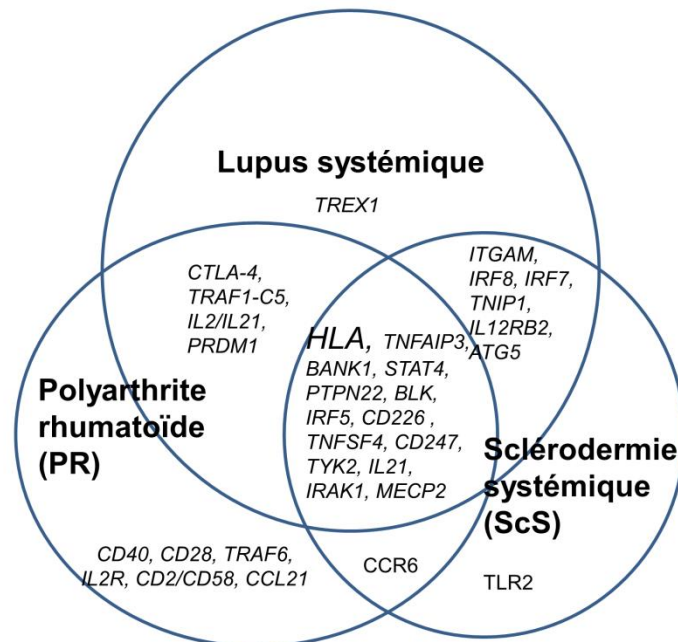 Lupus systémique
TREX1
CTLA-4,
TRAF1-C5,
IL2/IL21,
PRDM1
ITGAM,
IRF8, IRF7,
TNIP1,
IL12RB2,
ATG5
HLA, TNFAIP3,
BANK1, STAT4,
PTPN22, BLK,
IRF5, CD226 ,
TNFSF4, CD247,
TYK2, IL21,
IRAK1, MECP2
Polyarthrite
rhumatoïde
(PR)
Sclérodermie
systémique
(ScS)
CD40, CD28, TRAF6,
IL2R, CD2/CD58, CCL21
CCR6
TLR2